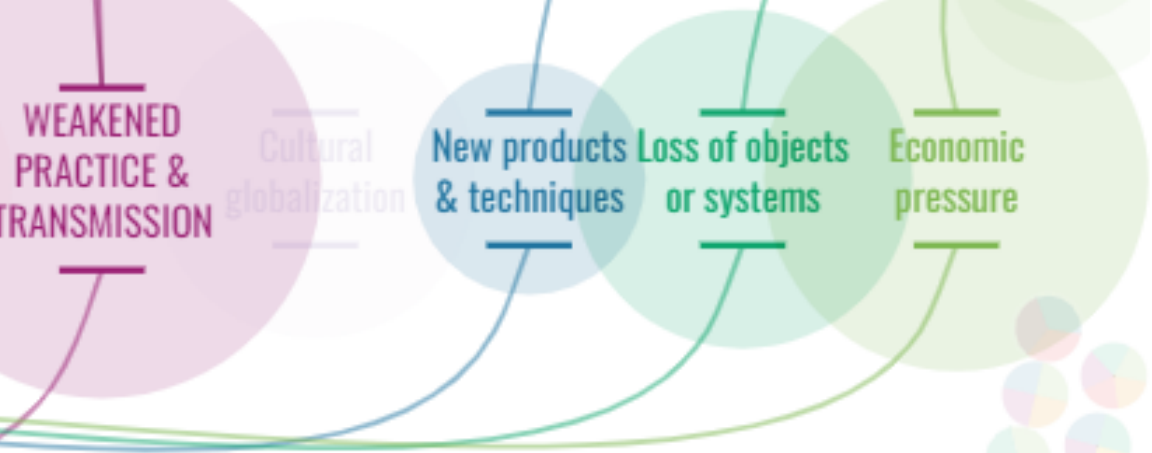 WEAKENED
PRACTICE &
TRANSMISSION
Cultural
globalization
New products
& techniques
Loss of objects
or systems
Economic
pressure